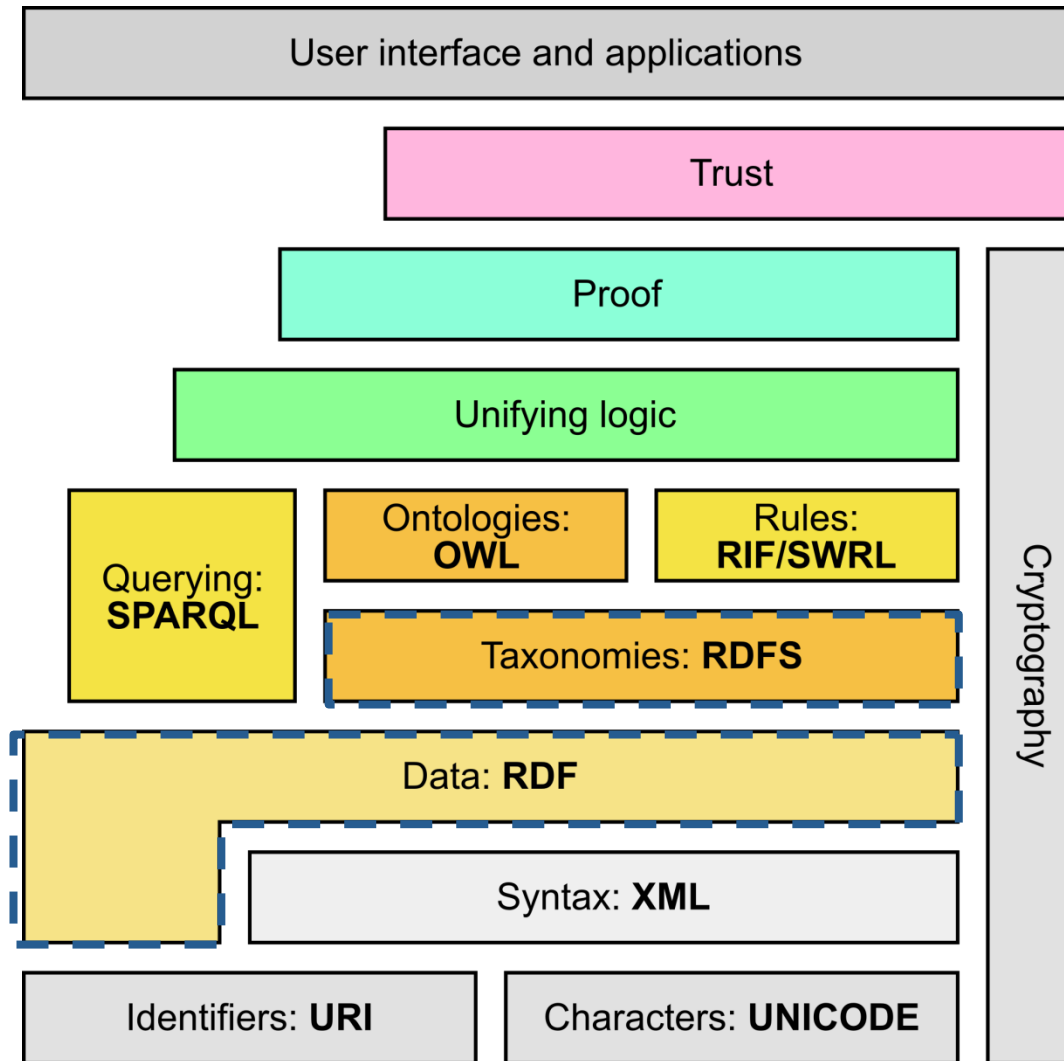 User interface and applications
Trust
Proof
Unifying logic
Ontologies:
OWL
Rules:
RIF/SWRL
Querying:
SPARQL
Taxonomies: RDFS
Cryptography
Data: RDF
Syntax: XML
Identifiers: URI
Characters: UNICODE